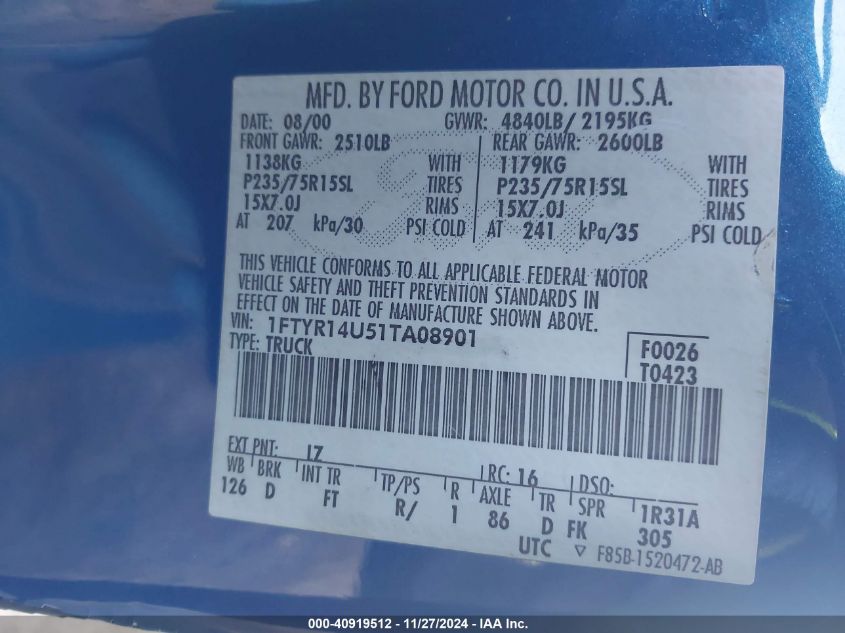 MFD. BY FORD MOTOR CO. IN U.S.A.
DATE: 08/00 GVWR: 4840LB/ 2195KG
FRONT GAWR: 2510LB REAR GAWR: 2600LB
1138KG WITH 1179KG WITH
P235/75R15SL TIRES P235/75R15SL TIRES
15X7.0J RIMS 15X7.0J RIMS
AT 207 kPa/30 PSI COLD AT 241 kPa/35 PSI COLD
THIS VEHICLE CONFORMS TO ALL APPLICABLE FEDERAL MOTOR
VEHICLE SAFETY AND THEFT PREVENTION STANDARDS IN
EFFECT ON THE DATE OF MANUFACTURE SHOWN ABOVE.
VIN: 1FTYR14U51TA08901
TYPE: TRUCK
F0026
T0423
EXT PNT: LZ RC: 16 DSO:
WB BRK INT TR TP/PS R AXLE TR SPR 1R31A
126 D FT R/ 1 86 D FK 305
UTC ▽ F85B-1520472-AB
000-40919512 - 11/27/2024 - IAA Inc.